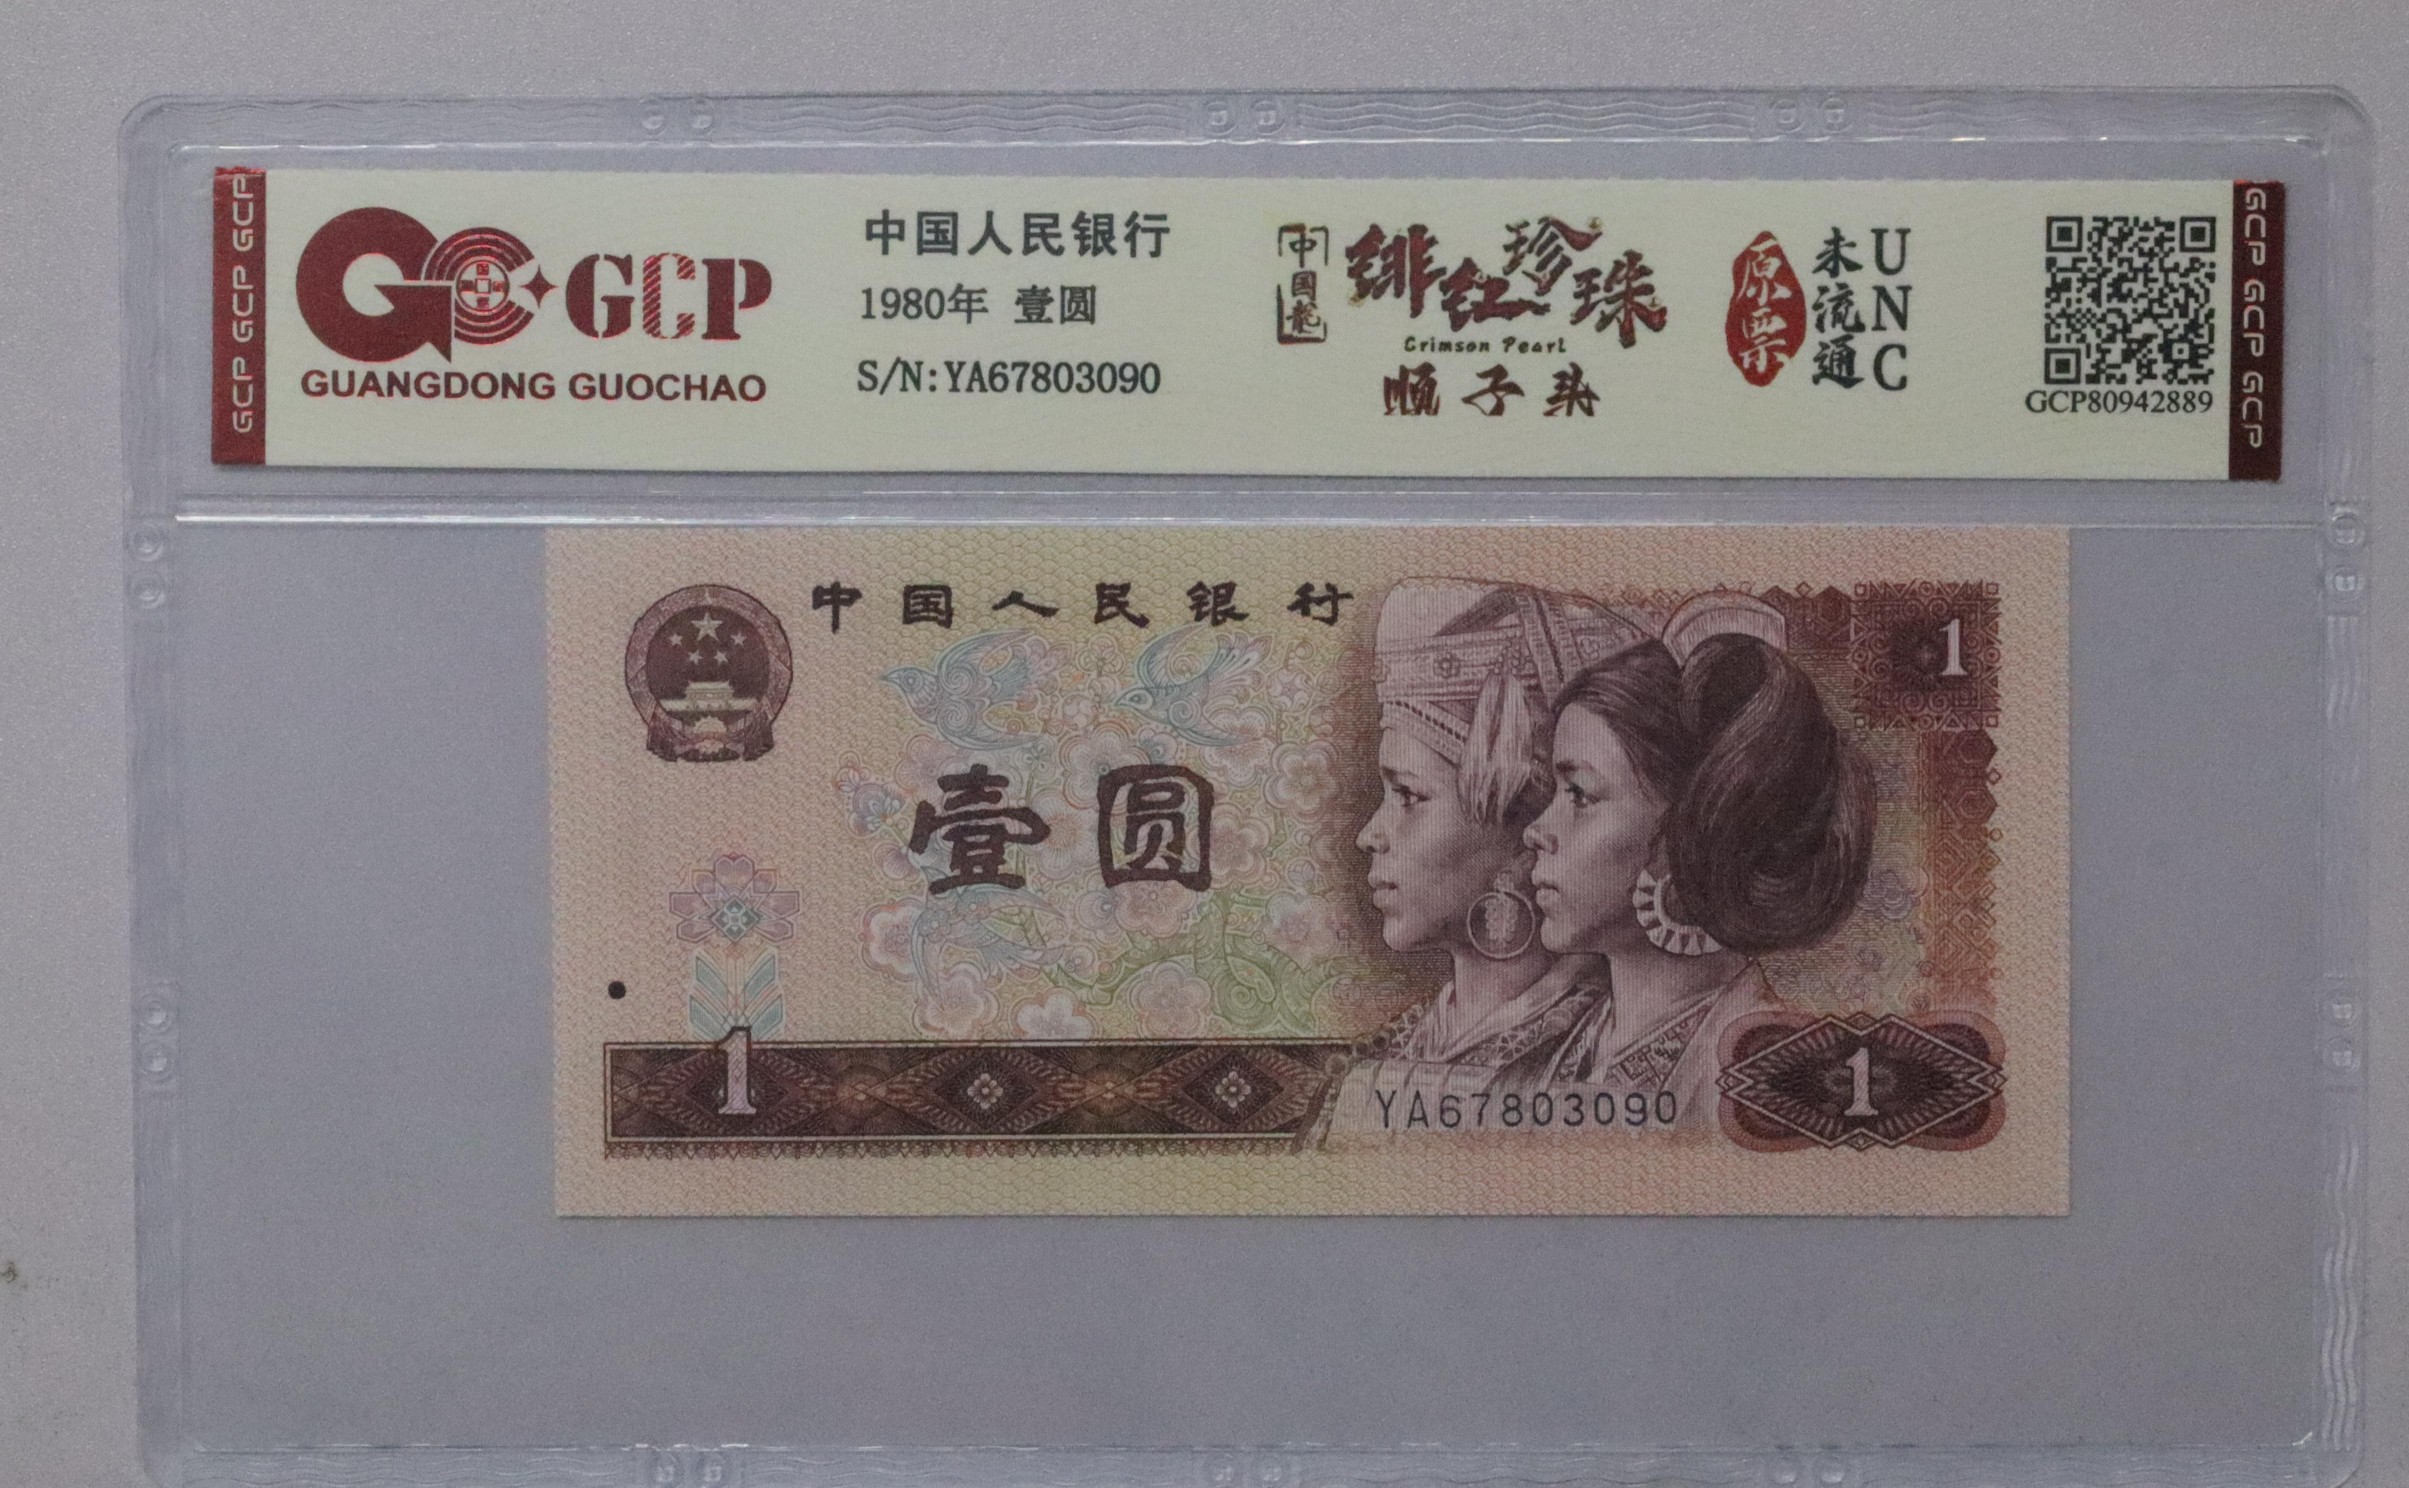 GCP GCP GCP
GCP
GUANGDONG GUOCHAO
中国人民银行
1980年 壹圆
S/N:YA67803090
中国龍
绯红珍珠
Crimson Pearl
顺子号
原票
未流通
UNC
GCP80942889
GCP GCP GCP
中国人民银行
1
壹圆
1
YA67803090
1